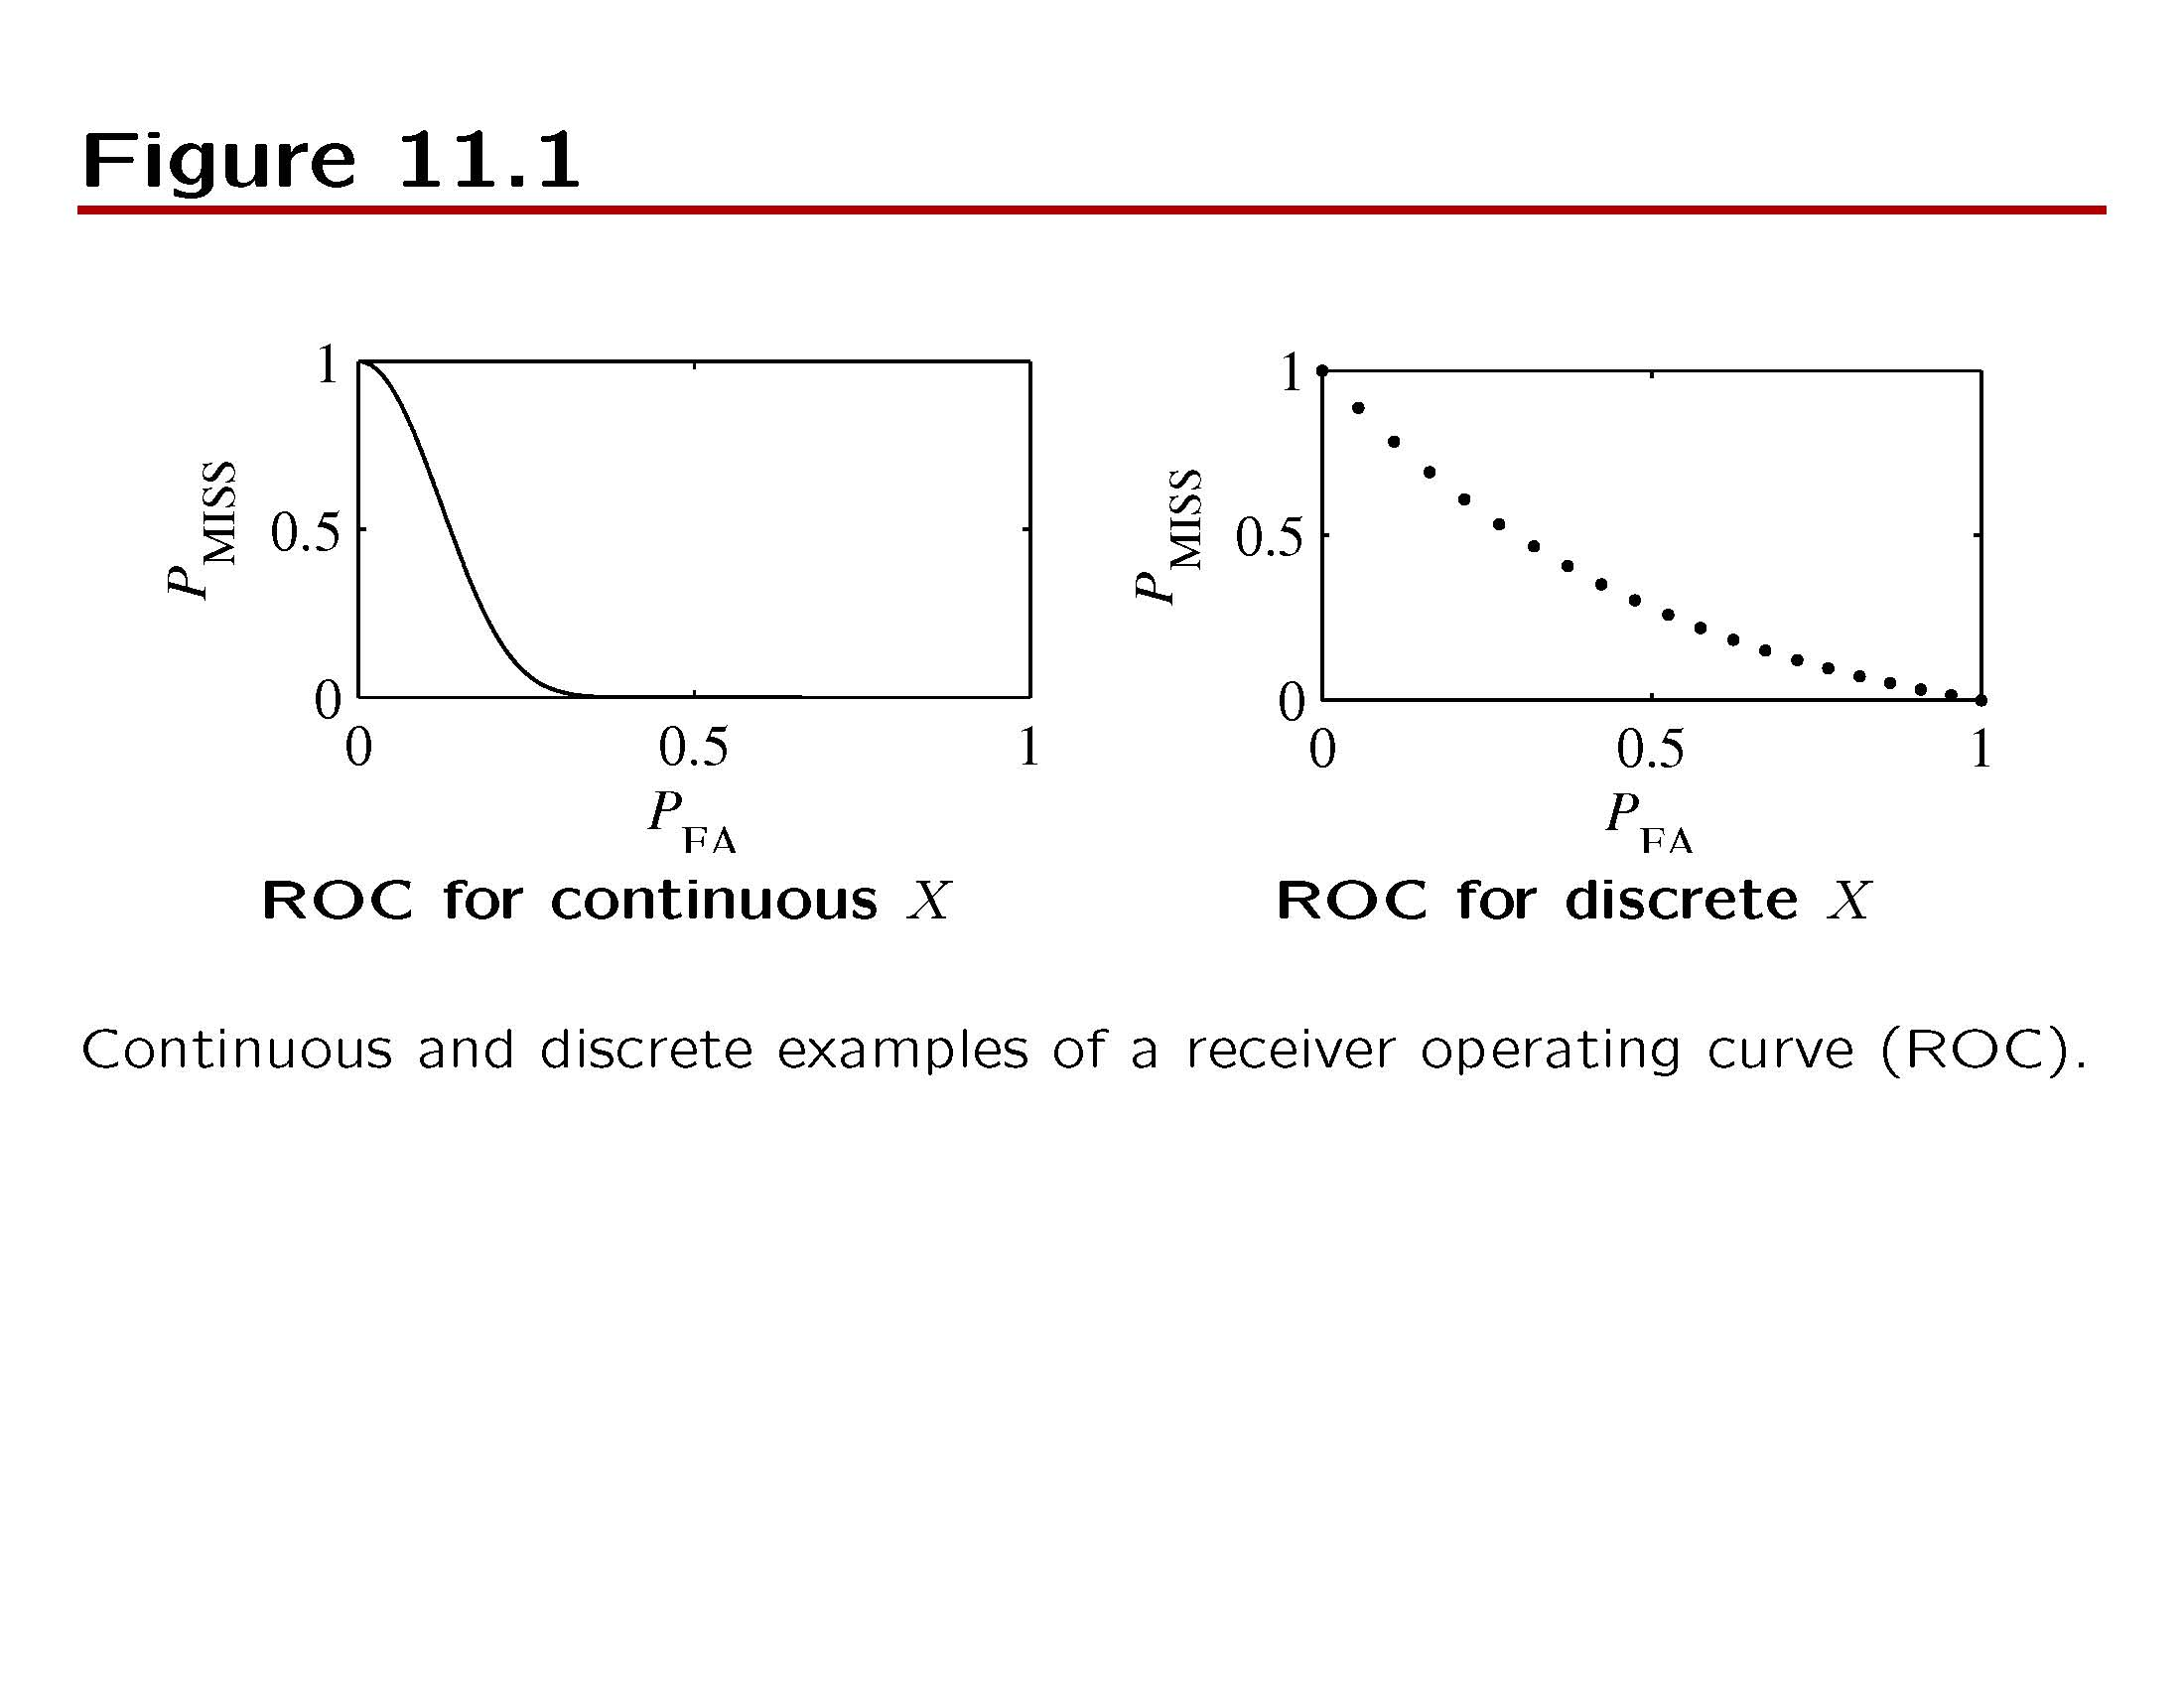 Figure 11.1
1
0.5
0
0 0.5 1
P MISS
P FA
ROC for continuous X
1
0.5
0
0 0.5 1
P MISS
P FA
ROC for discrete X
Continuous and discrete examples of a receiver operating curve (ROC).